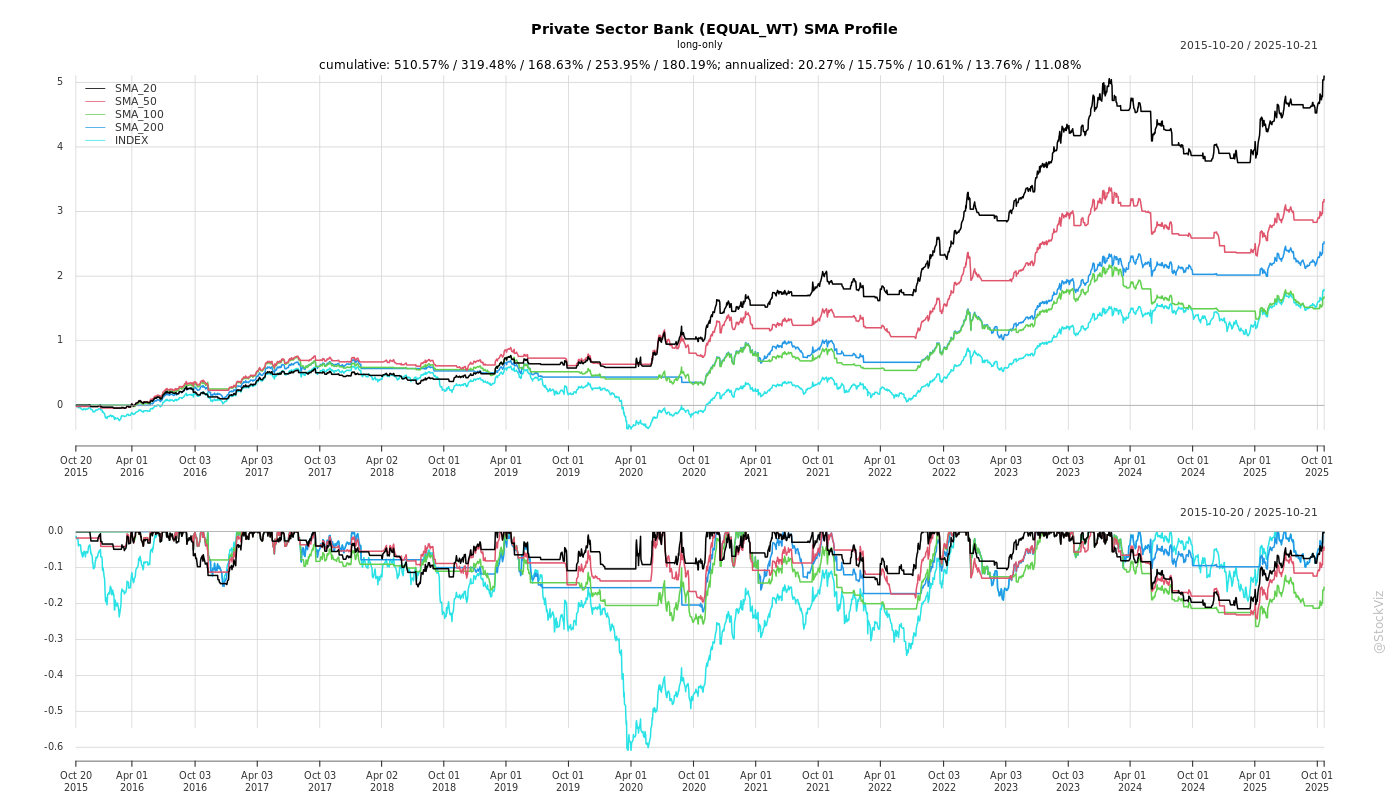 Private Sector Bank (EQUAL_WT) SMA Profile
long-only
2015-10-20 / 2025-10-21
cumulative: 510.57% / 319.48% / 168.63% / 253.95% / 180.19%; annualized: 20.27% / 15.75% / 10.61% / 13.76% / 11.08%
SMA_20
SMA_50
SMA_100
SMA_200
INDEX
5
4
3
2
1
0
Oct 20 Apr 01 Oct 03 Apr 03 Oct 03 Apr 02 Oct 01 Apr 01 Oct 01 Apr 01 Oct 01 Apr 01 Oct 01 Apr 01 Oct 03 Apr 03 Oct 03 Apr 01 Oct 01 Apr 01 Oct 01
2015 2016 2016 2017 2017 2018 2018 2019 2019 2020 2020 2021 2021 2022 2022 2023 2023 2024 2024 2025 2025
2015-10-20 / 2025-10-21
0.0
-0.1
-0.2
-0.3
-0.4
-0.5
-0.6
Oct 20 Apr 01 Oct 03 Apr 03 Oct 03 Apr 02 Oct 01 Apr 01 Oct 01 Apr 01 Oct 01 Apr 01 Oct 01 Apr 01 Oct 03 Apr 03 Oct 03 Apr 01 Oct 01 Apr 01 Oct 01
2015 2016 2016 2017 2017 2018 2018 2019 2019 2020 2020 2021 2021 2022 2022 2023 2023 2024 2024 2025 2025
@StockViz